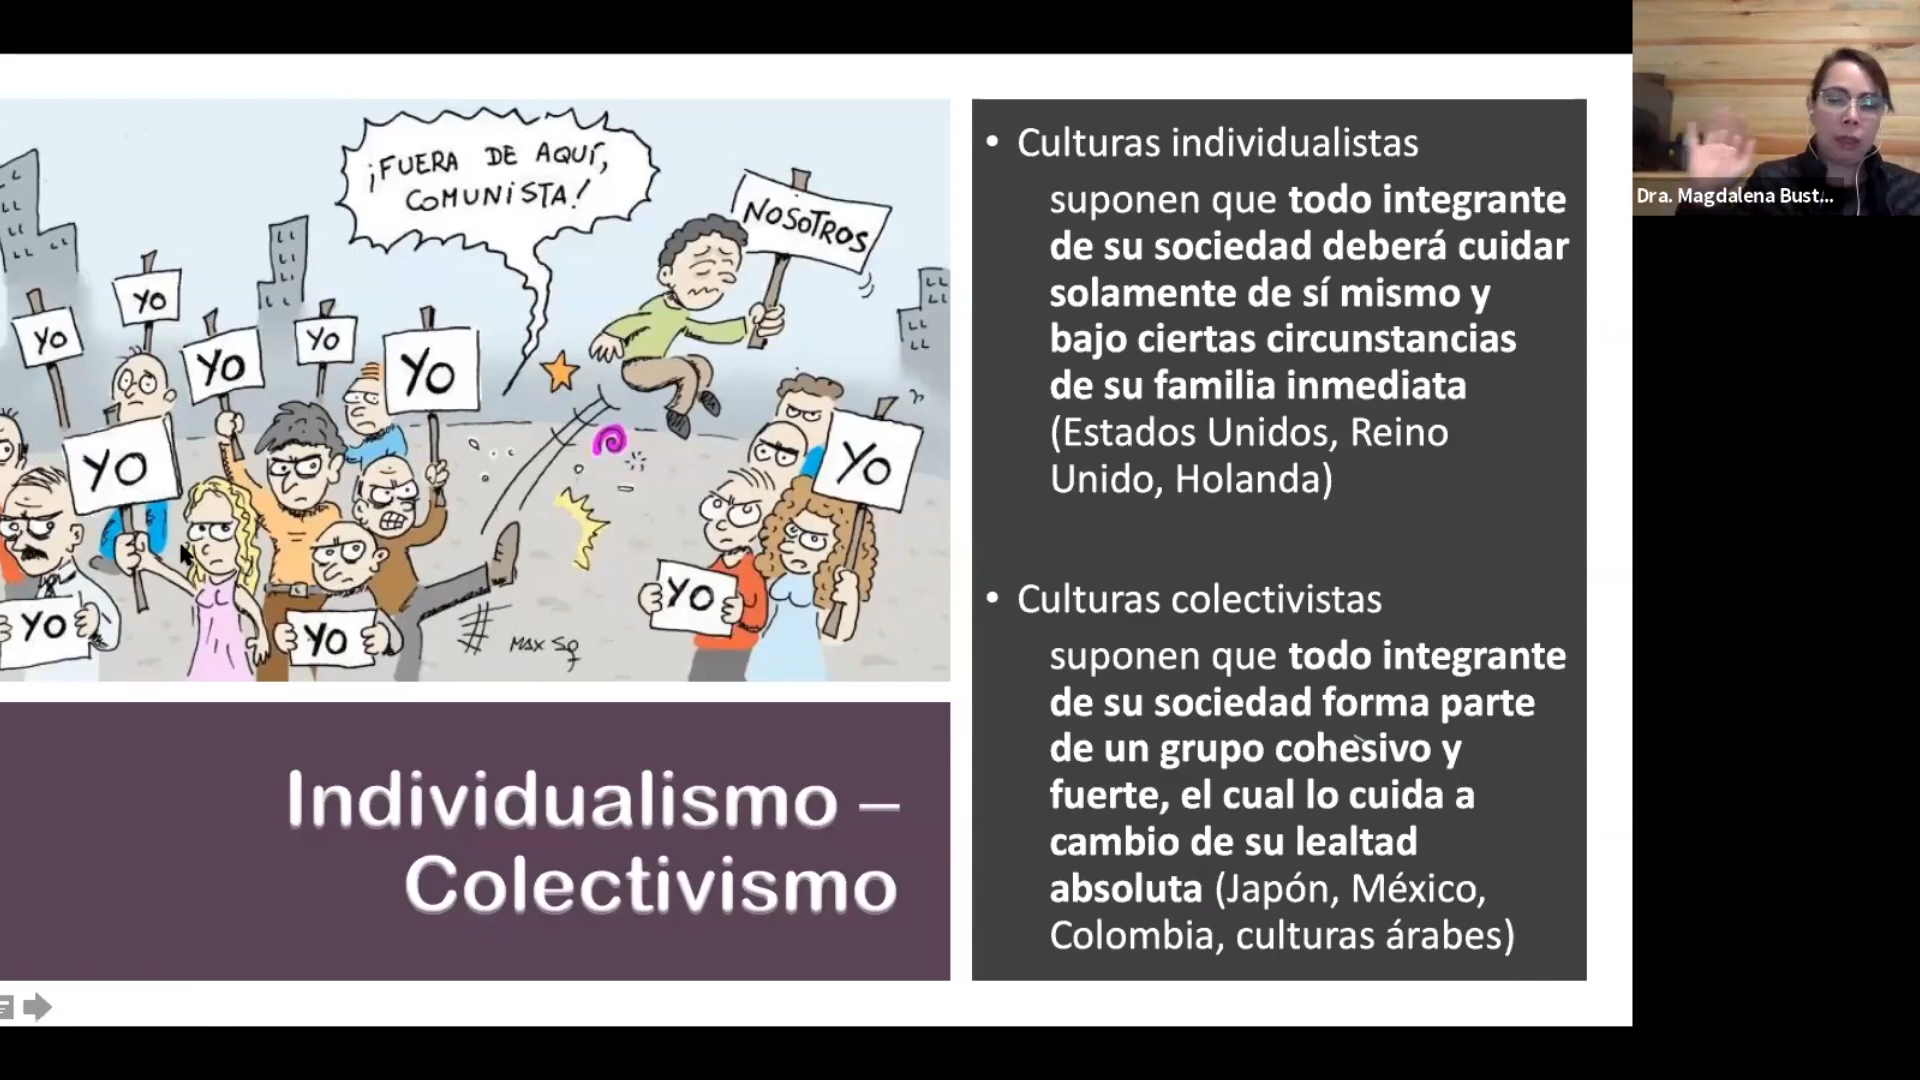 ¡FUERA DE AQUÍ,
COMUNISTA!
NOSOTROS
YO
YO
YO
YO
YO
YO
YO
YO
YO
YO
MAX SQ
Individualismo –
Colectivismo
• Culturas individualistas
suponen que todo integrante
de su sociedad deberá cuidar
solamente de sí mismo y
bajo ciertas circunstancias
de su familia inmediata
(Estados Unidos, Reino
Unido, Holanda)
• Culturas colectivistas
suponen que todo integrante
de su sociedad forma parte
de un grupo cohesivo y
fuerte, el cual lo cuida a
cambio de su lealtad
absoluta (Japón, México,
Colombia, culturas árabes)
Dra. Magdalena Bust...